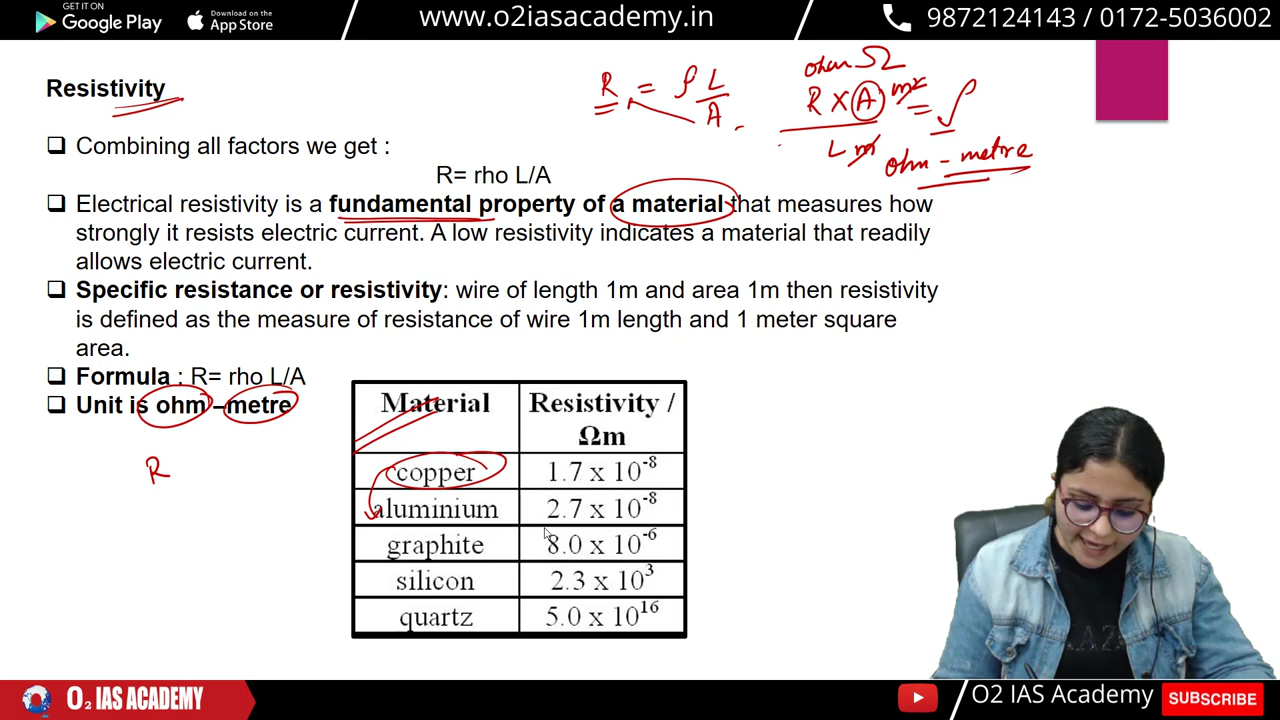 GET IT ON
Google Play
Download on the
App Store
www.o2iasacademy.in
9872124143 / 0172-5036002
Resistivity
R = ρ L/A
ohm Ω
R × A m² = ρ
L m
ohm - metre
❑ Combining all factors we get :
R= rho L/A
❑ Electrical resistivity is a fundamental property of a material that measures how
strongly it resists electric current. A low resistivity indicates a material that readily
allows electric current.
❑ Specific resistance or resistivity: wire of length 1m and area 1m then resistivity
is defined as the measure of resistance of wire 1m length and 1 meter square
area.
❑ Formula : R= rho L/A
❑ Unit is ohm –metre
R
Material Resistivity /
Ωm
copper 1.7 x 10⁻⁸
aluminium 2.7 x 10⁻⁸
graphite 8.0 x 10⁻⁶
silicon 2.3 x 10³
quartz 5.0 x 10¹⁶
O₂ IAS ACADEMY
O2 IAS Academy
SUBSCRIBE